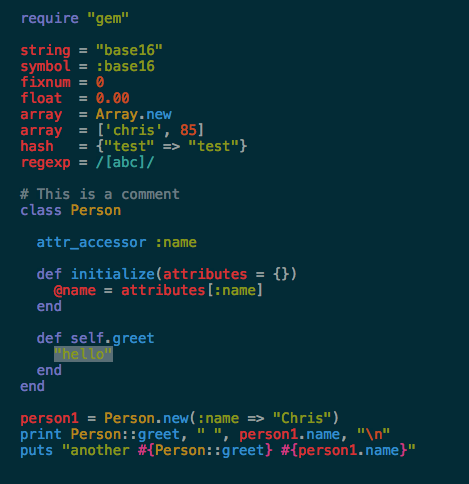 require "gem"
string = "base16"
symbol = :base16
fixnum = 0
float  = 0.00
array  = Array.new
array  = ['chris', 85]
hash   = {"test" => "test"}
regexp = /[abc]/
# This is a comment
class Person
  attr_accessor :name
  def initialize(attributes = {})
    @name = attributes[:name]
  end
  def self.greet
    "hello"
  end
end
person1 = Person.new(:name => "Chris")
print Person::greet, " ", person1.name, "\n"
puts "another #{Person::greet} #{person1.name}"